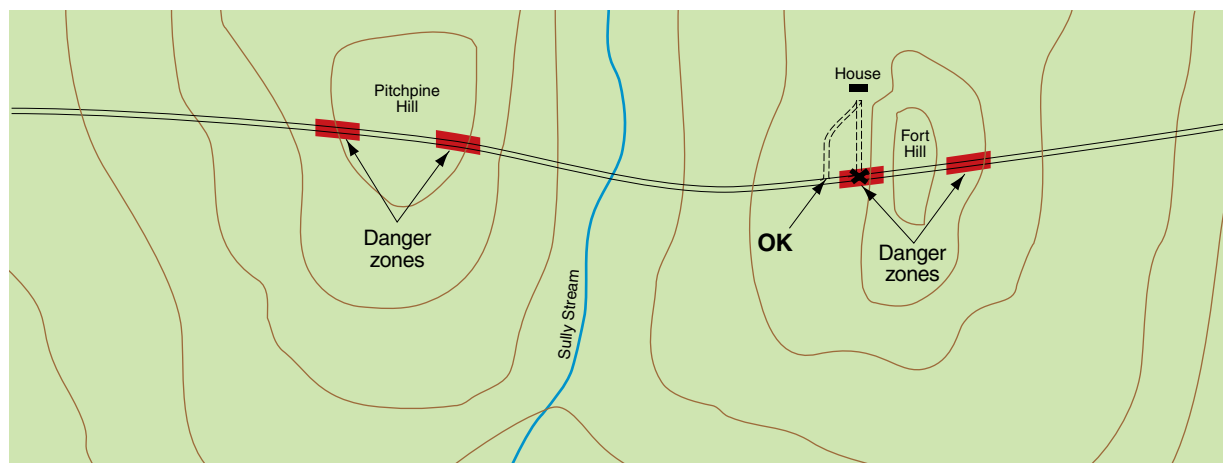 Pitchpine
Hill
Danger
zones
Sully Stream
House
Fort
Hill
OK
Danger
zones